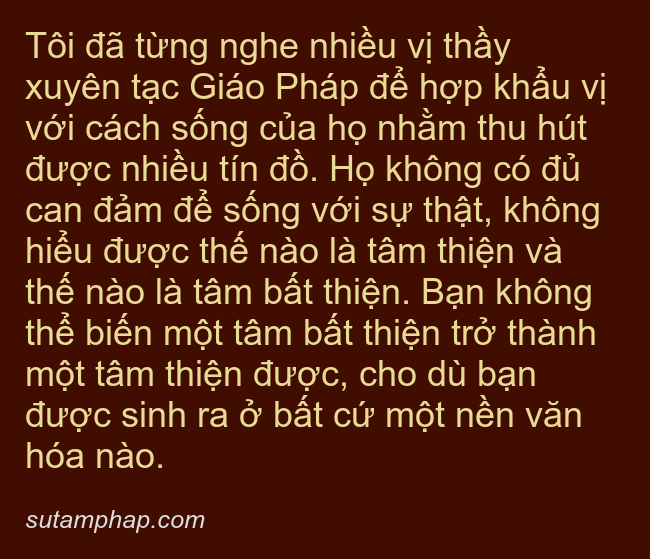 Tôi đã từng nghe nhiều vị thầy
xuyên tạc Giáo Pháp để hợp khẩu vị
với cách sống của họ nhằm thu hút
được nhiều tín đồ. Họ không có đủ
can đảm để sống với sự thật, không
hiểu được thế nào là tâm thiện và
thế nào là tâm bất thiện. Bạn không
thể biến một tâm bất thiện trở thành
một tâm thiện được, cho dù bạn
được sinh ra ở bất cứ một nền văn
hóa nào.
sutamphap.com